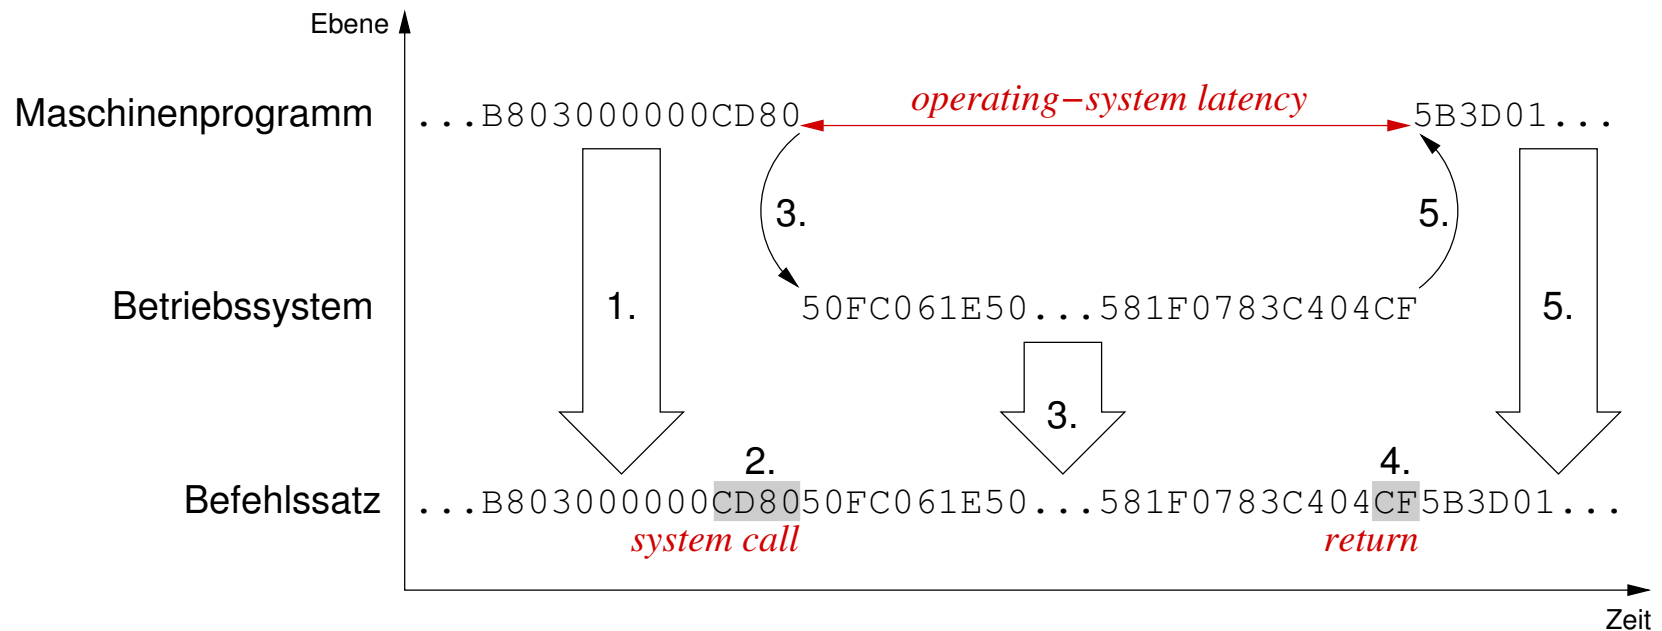 Ebene
Maschinenprogramm ...B803000000CD80 operating-system latency 5B3D01...
3. 5.
Betriebssystem 1. 50FC061E50...581F0783C404CF 5.
3.
2. 4.
Befehlssatz ...B803000000CD8050FC061E50...581F0783C404CF5B3D01...
system call return
Zeit